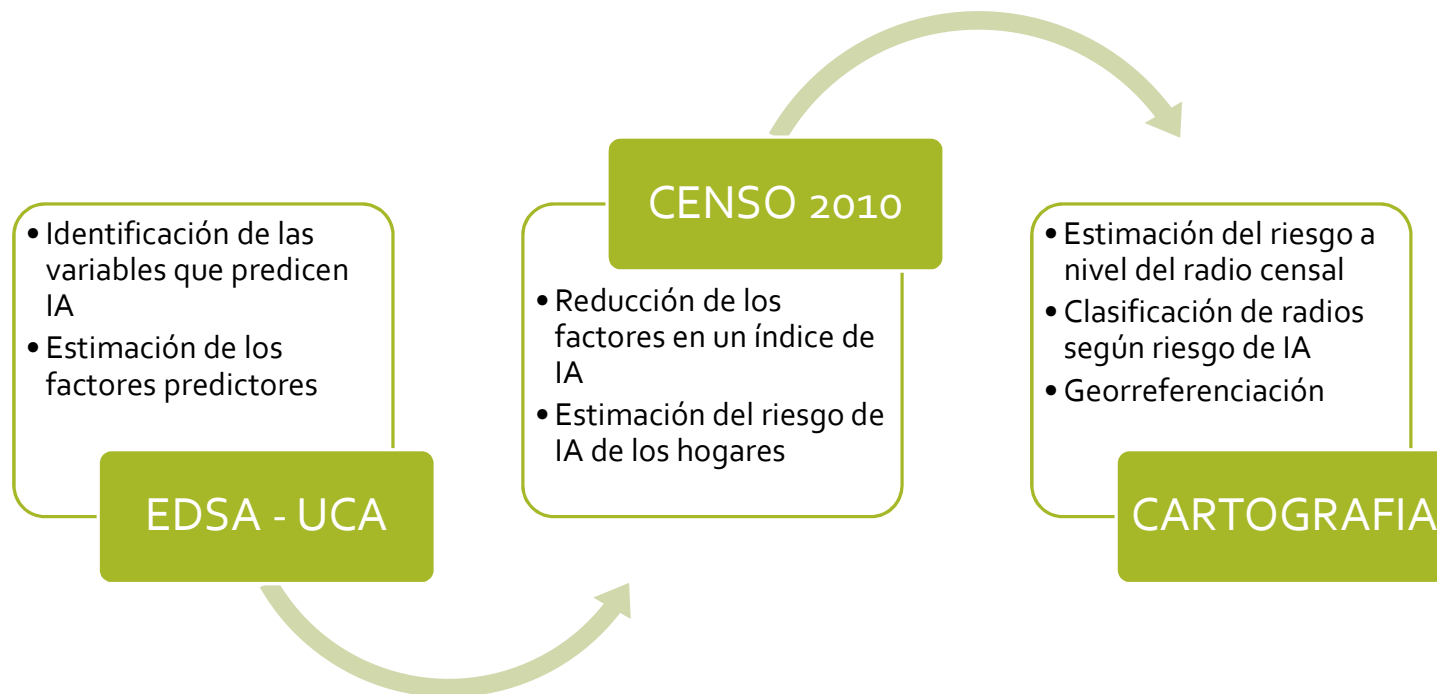 • Identificación de las
variables que predicen
IA
• Estimación de los
factores predictores
EDSA - UCA
CENSO 2010
• Reducción de los
factores en un índice de
IA
• Estimación del riesgo de
IA de los hogares
• Estimación del riesgo a
nivel del radio censal
• Clasificación de radios
según riesgo de IA
• Georreferenciación
CARTOGRAFIA